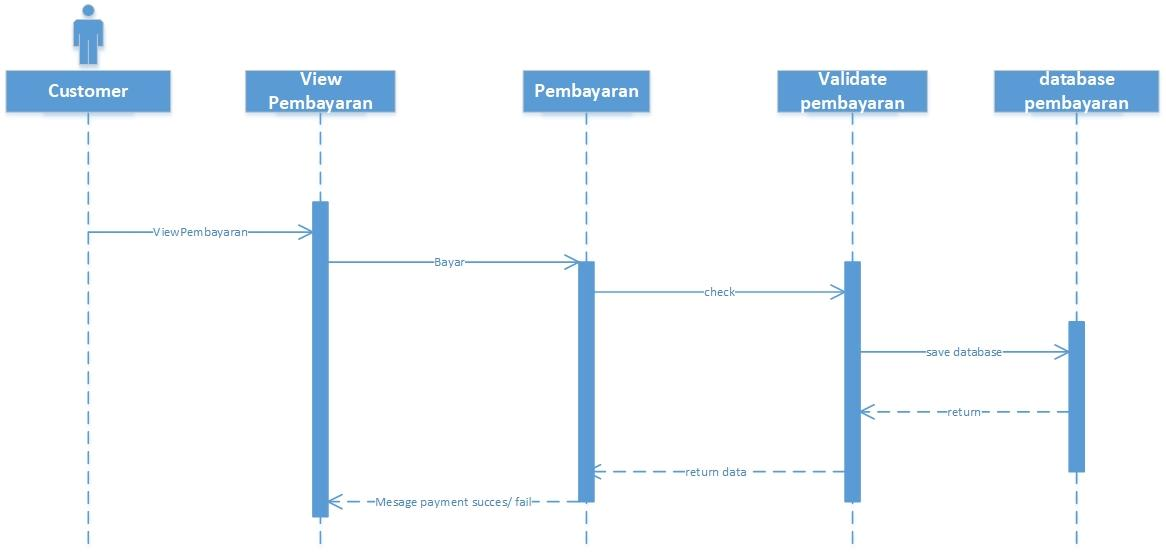 Customer
View
Pembayaran
Pembayaran
Validate
pembayaran
database
pembayaran
ViewPembayaran
Bayar
check
save database
return
return data
Mesage payment succes/ fail